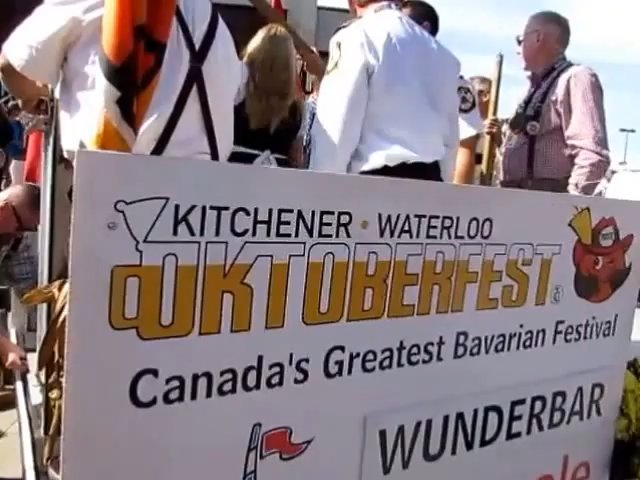 KITCHENER · WATERLOO
OKTOBERFEST
Canada's Greatest Bavarian Festival
WUNDERBAR